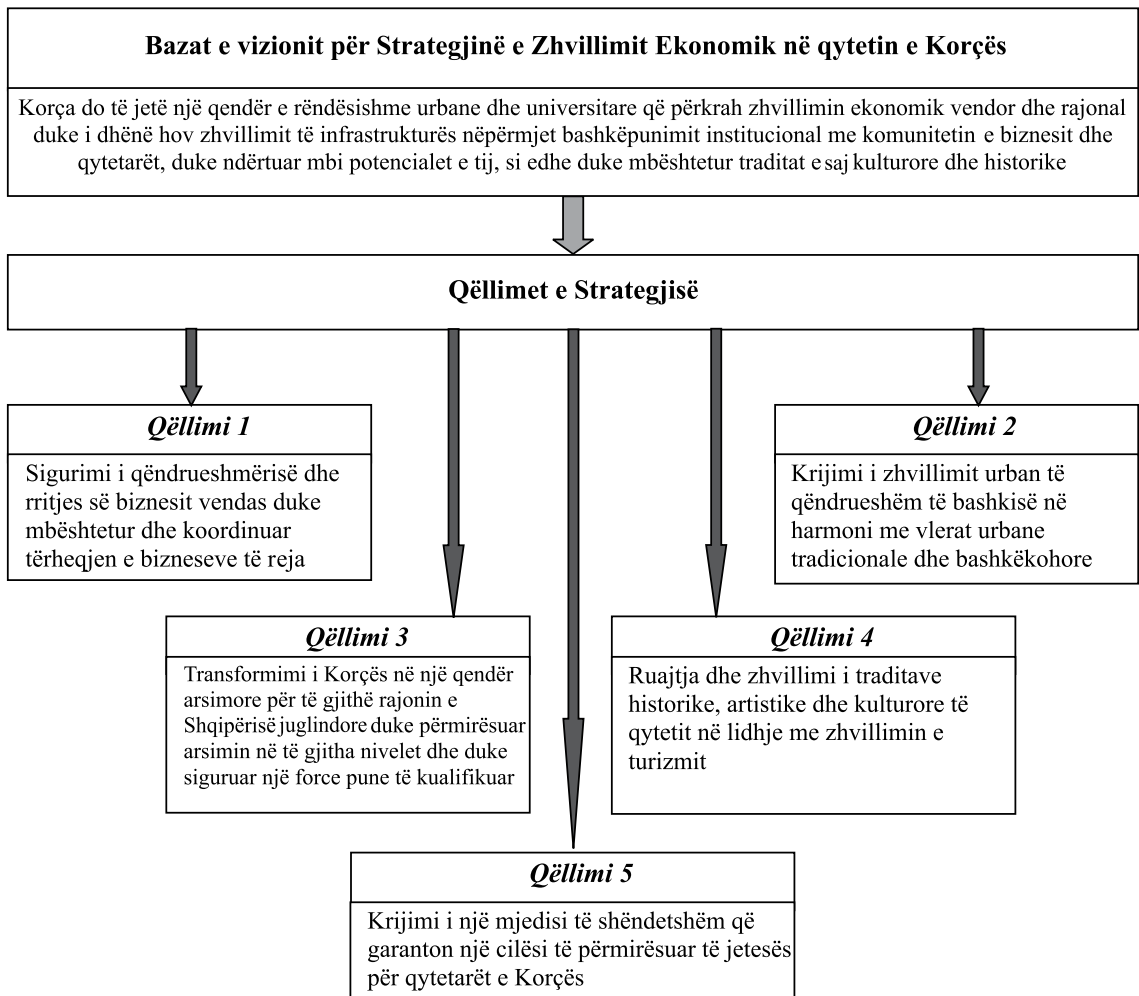 Bazat e vizionit për Strategjinë e Zhvillimit Ekonomik në qytetin e Korçës
Korça do të jetë një qendër e rëndësishme urbane dhe universitare që përkrah zhvillimin ekonomik vendor dhe rajonal
duke i dhënë hov zhvillimit të infrastrukturës nëpërmjet bashkëpunimit institucional me komunitetin e biznesit dhe
qytetarët, duke ndërtuar mbi potencialet e tij, si edhe duke mbështetur traditat e saj kulturore dhe historike
Qëllimet e Strategjisë
Qëllimi 1
Sigurimi i qëndrueshmërisë dhe
rritjes së biznesit vendas duke
mbështetur dhe koordinuar
tërheqjen e bizneseve të reja
Qëllimi 2
Krijimi i zhvillimit urban të
qëndrueshëm të bashkisë në
harmoni me vlerat urbane
tradicionale dhe bashkëkohore
Qëllimi 3
Transformimi i Korçës në një qendër
arsimore për të gjithë rajonin e
Shqipërisë juglindore duke përmirësuar
arsimin në të gjitha nivelet dhe duke
siguruar një force pune të kualifikuar
Qëllimi 4
Ruajtja dhe zhvillimi i traditave
historike, artistike dhe kulturore të
qytetit në lidhje me zhvillimin e
turizmit
Qëllimi 5
Krijimi i një mjedisi të shëndetshëm që
garanton një cilësi të përmirësuar të jetesës
për qytetarët e Korçës